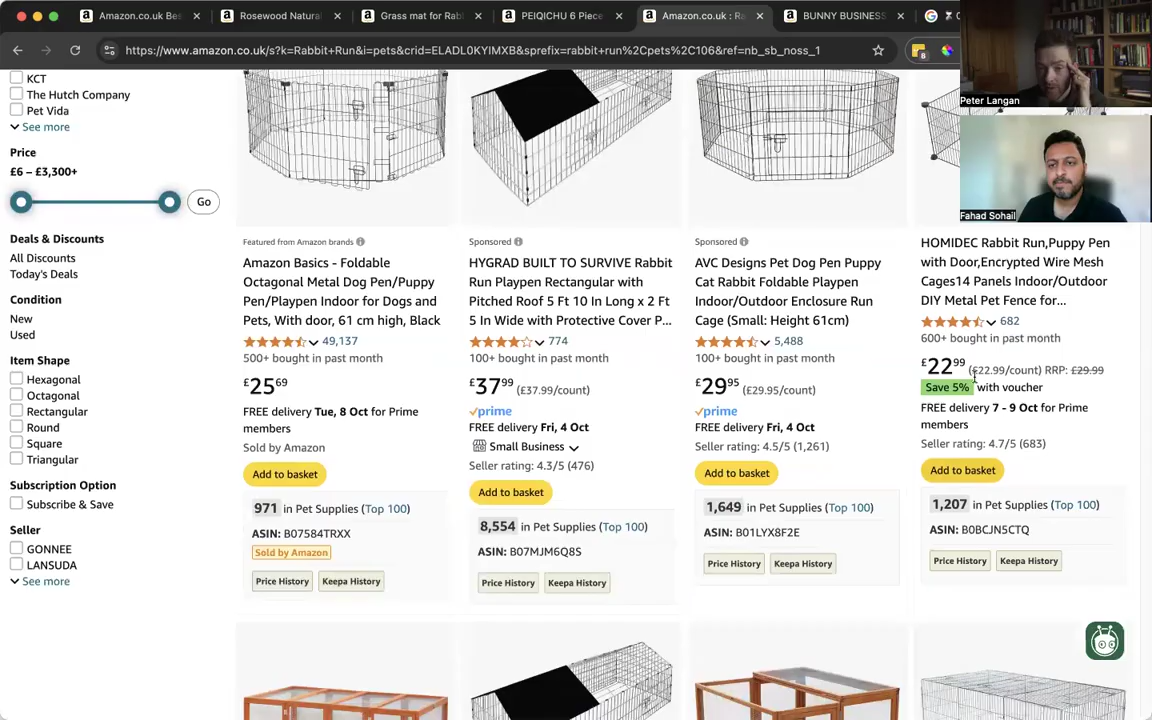 Amazon.co.uk Bes
Rosewood Natura
Grass mat for Rabb
PEIQICHU 6 Piece
Amazon.co.uk : Ra
BUNNY BUSINESS
https://www.amazon.co.uk/s?k=Rabbit+Run&i=pets&crid=ELADL0KYIMXB&sprefix=rabbit+run%2Cpets%2C106&ref=nb_sb_noss_1
Peter Langan
Fahad Sohail
KCT
The Hutch Company
Pet Vida
See more
Price
£6 – £3,300+
Go
Deals & Discounts
All Discounts
Today's Deals
Condition
New
Used
Item Shape
Hexagonal
Octagonal
Rectangular
Round
Square
Triangular
Subscription Option
Subscribe & Save
Seller
GONNEE
LANSUDA
See more
Featured from Amazon brands
Amazon Basics - Foldable
Octagonal Metal Dog Pen/Puppy
Pen/Playpen Indoor for Dogs and
Pets, With door, 61 cm high, Black
49,137
500+ bought in past month
£25 69
FREE delivery Tue, 8 Oct for Prime
members
Sold by Amazon
Add to basket
971 in Pet Supplies (Top 100)
ASIN: B07584TRXX
Sold by Amazon
Price History
Keepa History
Sponsored
HYGRAD BUILT TO SURVIVE Rabbit
Run Playpen Rectangular with
Pitched Roof 5 Ft 10 In Long x 2 Ft
5 In Wide with Protective Cover P...
774
100+ bought in past month
£37 99 (£37.99/count)
prime
FREE delivery Fri, 4 Oct
Small Business
Seller rating: 4.3/5 (476)
Add to basket
8,554 in Pet Supplies (Top 100)
ASIN: B07MJM6Q8S
Price History
Keepa History
Sponsored
AVC Designs Pet Dog Pen Puppy
Cat Rabbit Foldable Playpen
Indoor/Outdoor Enclosure Run
Cage (Small: Height 61cm)
5,488
100+ bought in past month
£29 95 (£29.95/count)
prime
FREE delivery Fri, 4 Oct
Seller rating: 4.5/5 (1,261)
Add to basket
1,649 in Pet Supplies (Top 100)
ASIN: B01LYX8F2E
Price History
Keepa History
HOMIDEC Rabbit Run,Puppy Pen
with Door,Encrypted Wire Mesh
Cages14 Panels Indoor/Outdoor
DIY Metal Pet Fence for...
682
600+ bought in past month
£22 99 (£22.99/count) RRP: £29.99
Save 5% with voucher
FREE delivery 7 - 9 Oct for Prime
members
Seller rating: 4.7/5 (683)
Add to basket
1,207 in Pet Supplies (Top 100)
ASIN: B0BCJN5CTQ
Price History
Keepa History